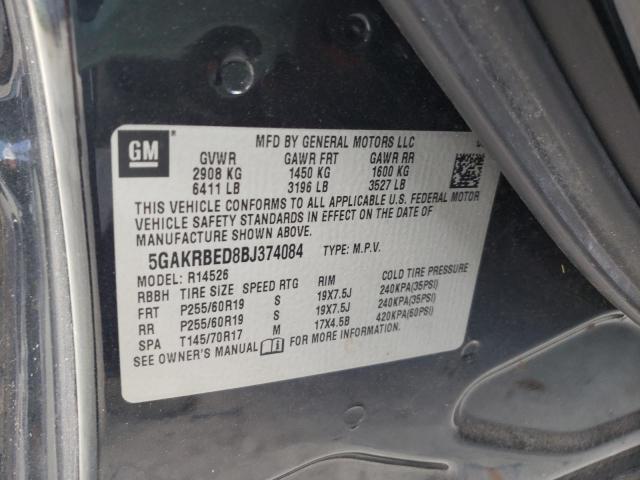 GM
MFD BY GENERAL MOTORS LLC
GVWR GAWR FRT GAWR RR
2908 KG 1450 KG 1600 KG
6411 LB 3196 LB 3527 LB
THIS VEHICLE CONFORMS TO ALL APPLICABLE U.S. FEDERAL MOTOR
VEHICLE SAFETY STANDARDS IN EFFECT ON THE DATE OF
MANUFACTURE SHOWN ABOVE.
5GAKRBED8BJ374084 TYPE: M.P.V.
MODEL: R14526
RBBH TIRE SIZE SPEED RTG RIM COLD TIRE PRESSURE
FRT P255/60R19 S 19X7.5J 240KPA(35PSI)
RR P255/60R19 S 19X7.5J 240KPA(35PSI)
SPA T145/70R17 M 17X4.5B 420KPA(60PSI)
SEE OWNER'S MANUAL FOR MORE INFORMATION.